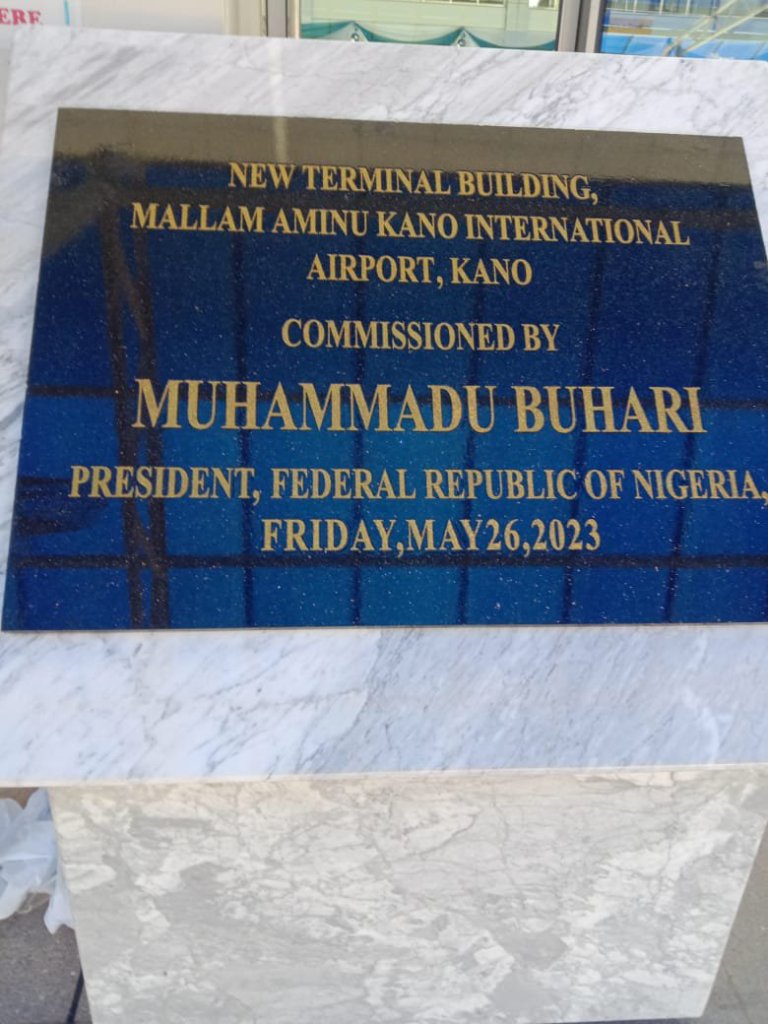 ERE
NEW TERMINAL BUILDING,
MALLAM AMINU KANO INTERNATIONAL
AIRPORT, KANO
COMMISSIONED BY
MUHAMMADU BUHARI
PRESIDENT, FEDERAL REPUBLIC OF NIGERIA,
FRIDAY,MAY26,2023